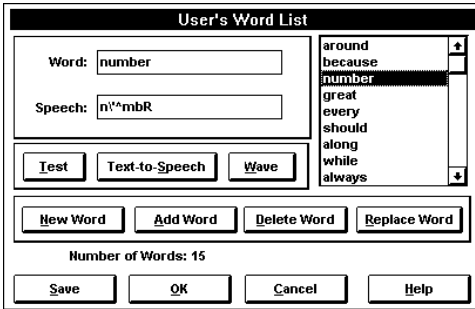 User's Word List
Word: number
Speech: n\'^mbR
around
because
number
great
every
should
along
while
always
Test Text-to-Speech Wave
New Word Add Word Delete Word Replace Word
Number of Words: 15
Save OK Cancel Help